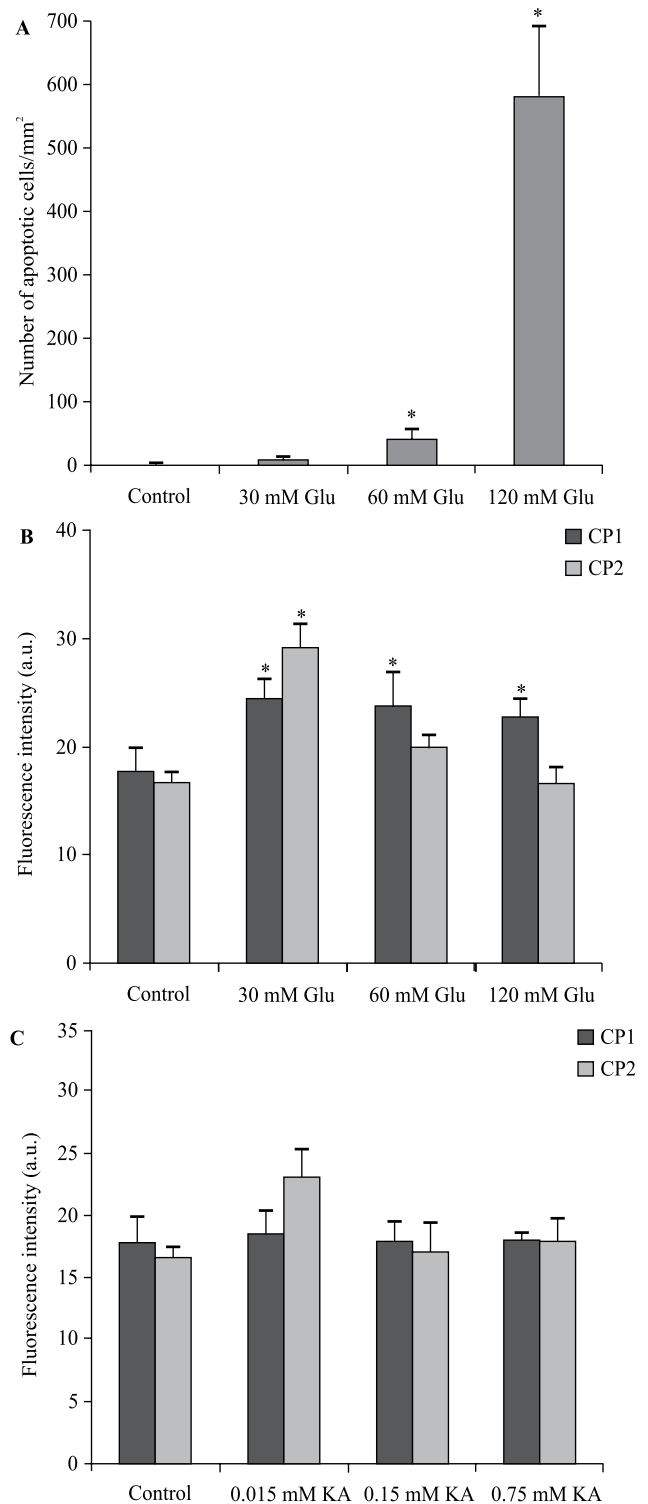 A
Number of apoptotic cells/mm²
700
600
500
400
300
200
100
0
*
*
Control 30 mM Glu 60 mM Glu 120 mM Glu
B
Fluorescence intensity (a.u.)
40
30
20
10
0
CP1
CP2
* * * *
Control 30 mM Glu 60 mM Glu 120 mM Glu
C
Fluorescence intensity (a.u.)
35
30
25
20
15
10
5
0
CP1
CP2
Control 0.015 mM KA 0.15 mM KA 0.75 mM KA